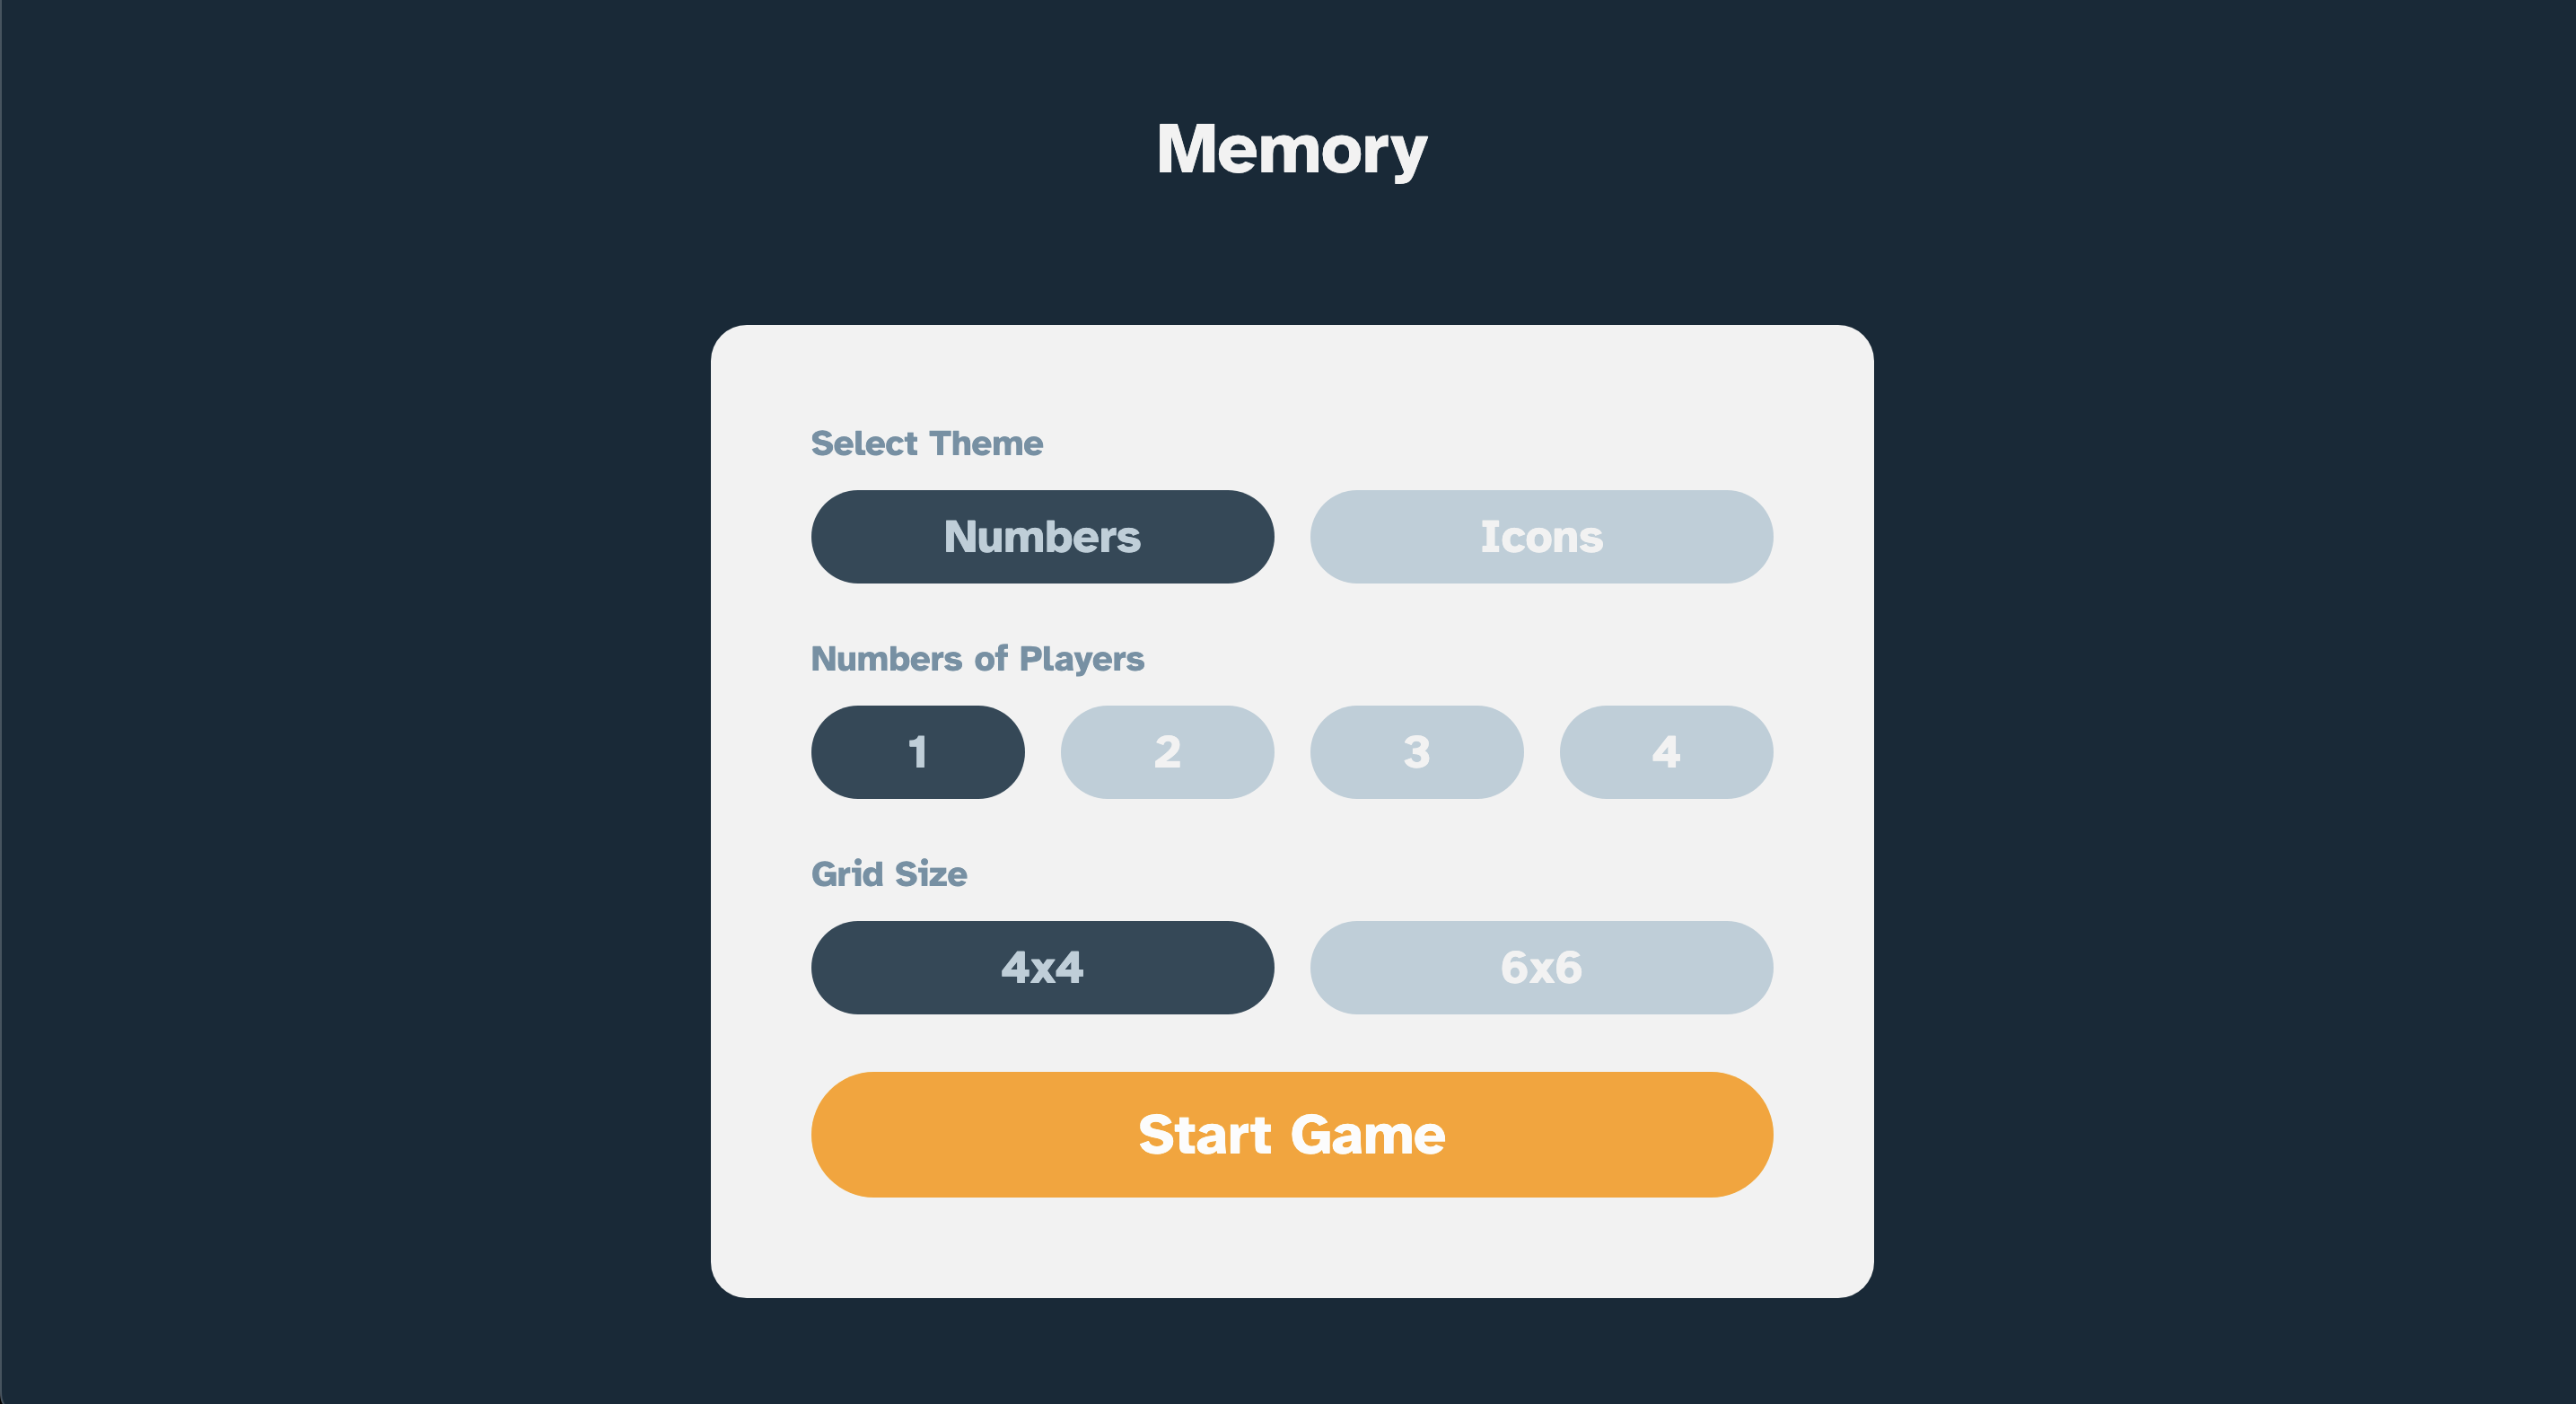 Memory
Select Theme
Numbers Icons
Numbers of Players
1 2 3 4
Grid Size
4x4 6x6
Start Game